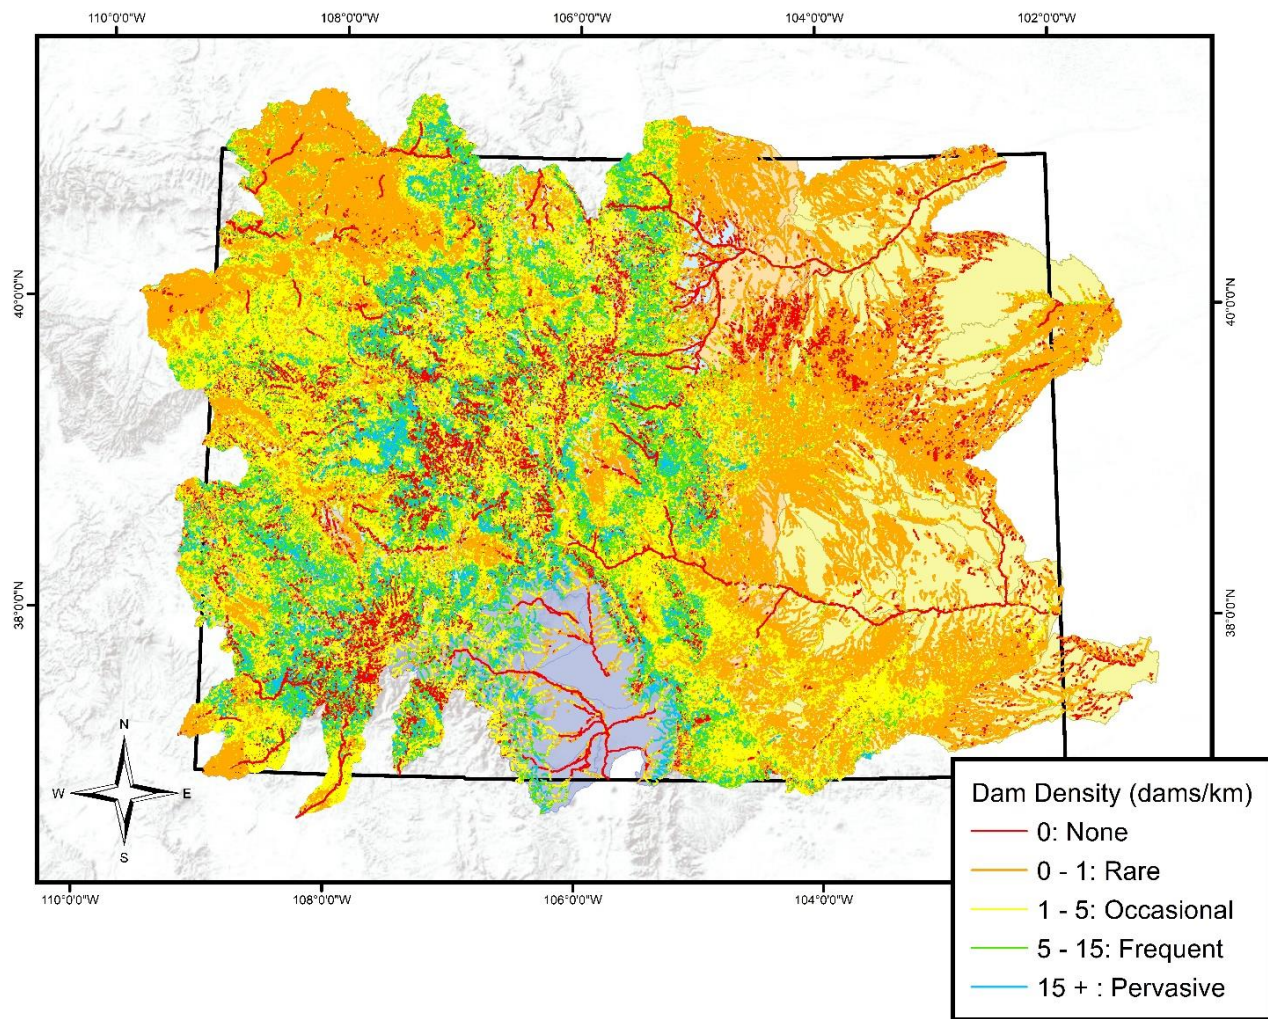 110°0'0"W 108°0'0"W 106°0'0"W 104°0'0"W 102°0'0"W
40°0'0"N 40°0'0"N
38°0'0"N 38°0'0"N
N
W E
S
110°0'0"W 108°0'0"W 106°0'0"W 104°0'0"W
Dam Density (dams/km)
0: None
0 - 1: Rare
1 - 5: Occasional
5 - 15: Frequent
15 + : Pervasive